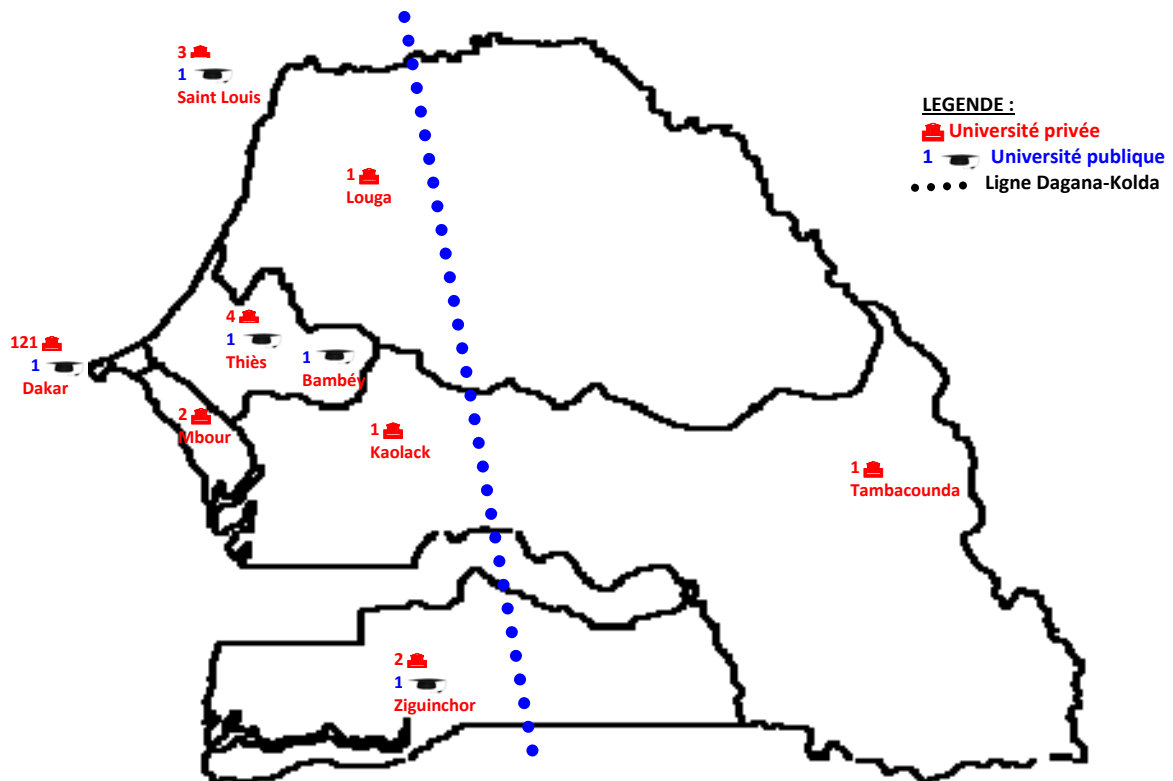 3
1
Saint Louis
LEGENDE :
Université privée
1 Université publique
Ligne Dagana-Kolda
1
Louga
4
1
Thiès
1
Bambéy
121
1
Dakar
2
Mbour
1
Kaolack
1
Tambacounda
2
1
Ziguinchor